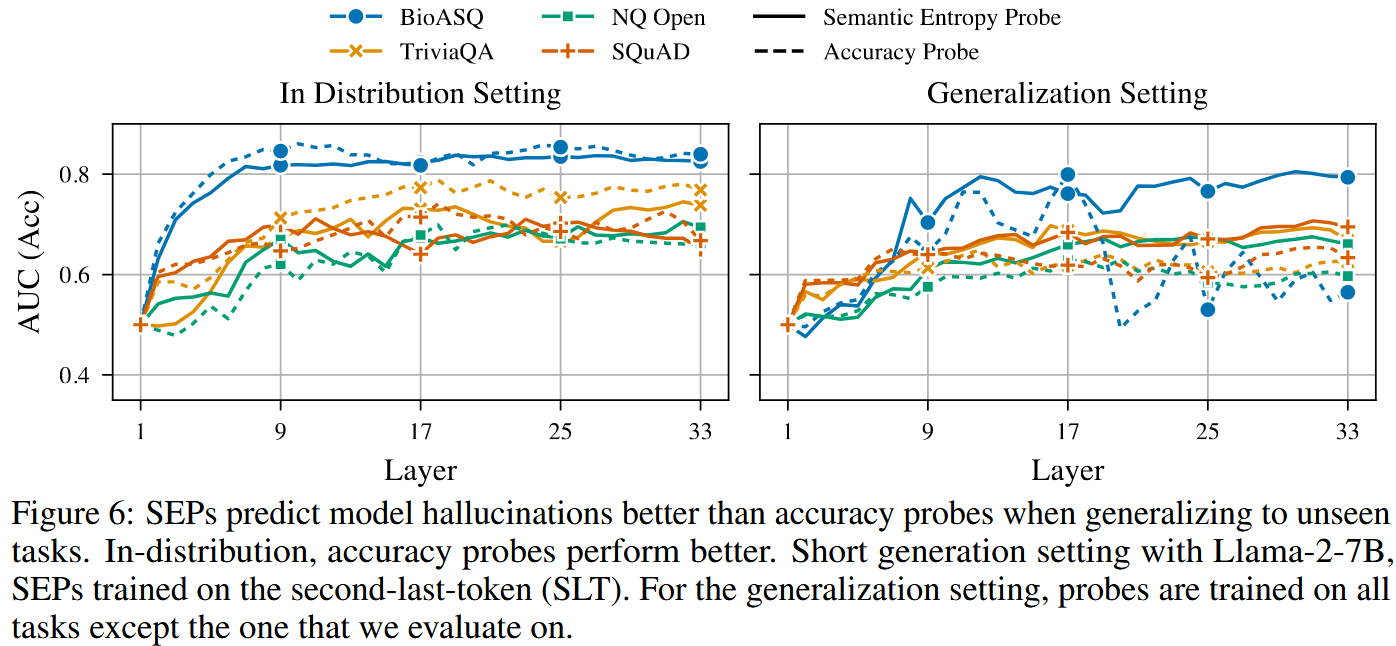 BioASQ NQ Open Semantic Entropy Probe
TriviaQA SQuAD Accuracy Probe
In Distribution Setting
Generalization Setting
AUC (Acc)
0.8
0.6
0.4
1 9 17 25 33
1 9 17 25 33
Layer
Layer
Figure 6: SEPs predict model hallucinations better than accuracy probes when generalizing to unseen
tasks. In-distribution, accuracy probes perform better. Short generation setting with Llama-2-7B,
SEPs trained on the second-last-token (SLT). For the generalization setting, probes are trained on all
tasks except the one that we evaluate on.